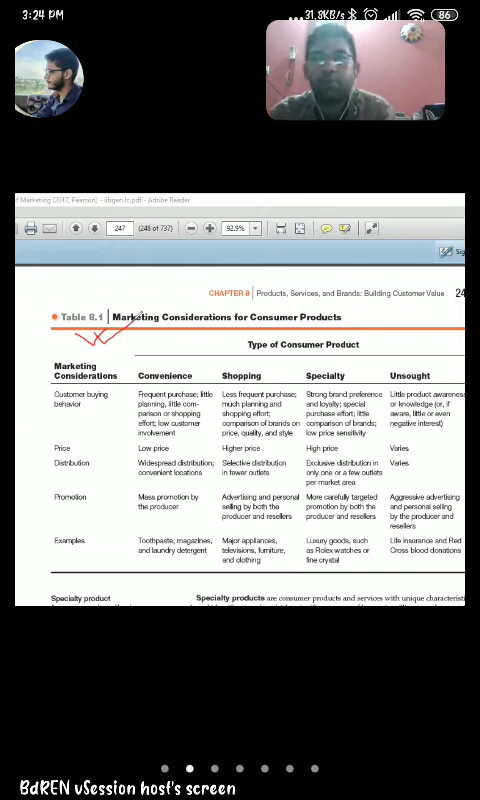 3:24 PM
31.8KB/s
86
of Marketing (2017, Pearson) - libgen.lc.pdf - Adobe Reader
247 (248 of 737) 92.9%
CHAPTER 8 | Products, Services, and Brands: Building Customer Value 24
Table 8.1 | Marketing Considerations for Consumer Products
Type of Consumer Product
Marketing
Considerations Convenience Shopping Specialty Unsought
Customer buying Frequent purchase; little Less frequent purchase; Strong brand preference Little product awareness
behavior planning, little com- much planning and and loyalty; special or knowledge (or, if
parison or shopping shopping effort; purchase effort; little aware, little or even
effort; low customer comparison of brands on comparison of brands; negative interest)
involvement price, quality, and style low price sensitivity
Price Low price Higher price High price Varies
Distribution Widespread distribution; Selective distribution Exclusive distribution in Varies
convenient locations in fewer outlets only one or a few outlets
per market area
Promotion Mass promotion by Advertising and personal More carefully targeted Aggressive advertising
the producer selling by both the promotion by both the and personal selling
producer and resellers producer and resellers by the producer and
resellers
Examples Toothpaste, magazines, Major appliances, Luxury goods, such Life insurance and Red
and laundry detergent televisions, furniture, as Rolex watches or Cross blood donations
and clothing fine crystal
Specialty product Specialty products are consumer products and services with unique characteristi
BdREN vSession host's screen